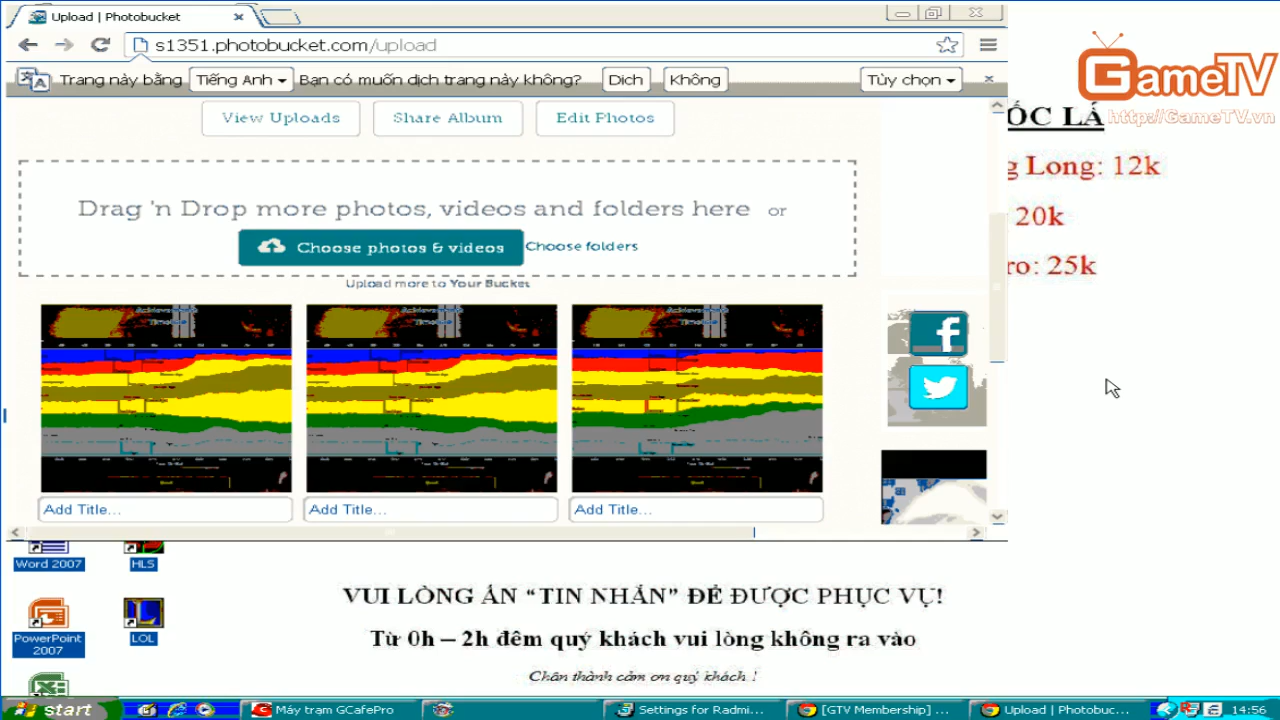 Upload | Photobucket
s1351.photobucket.com/upload
Trang này bằng Tiếng Anh Bạn có muốn dịch trang này không? Dịch Không Tùy chọn
GameTV
http://GameTV.vn
ỐC LÁ
View Uploads Share Album Edit Photos
g Long: 12k
20k
ro: 25k
Drag 'n Drop more photos, videos and folders here or
Choose photos & videos Choose folders
Upload more to Your Bucket
Add Title... Add Title... Add Title...
Word 2007 HLS
VUI LÒNG ẤN “TIN NHẮN” ĐỂ ĐƯỢC PHỤC VỤ!
PowerPoint 2007 LOL
Từ 0h – 2h đêm quý khách vui lòng không ra vào
Chân thành cảm ơn quý khách !
start Máy trạm GCafePro Settings for Radmi... [GTV Membership] ... Upload | Photobuc... 14:56